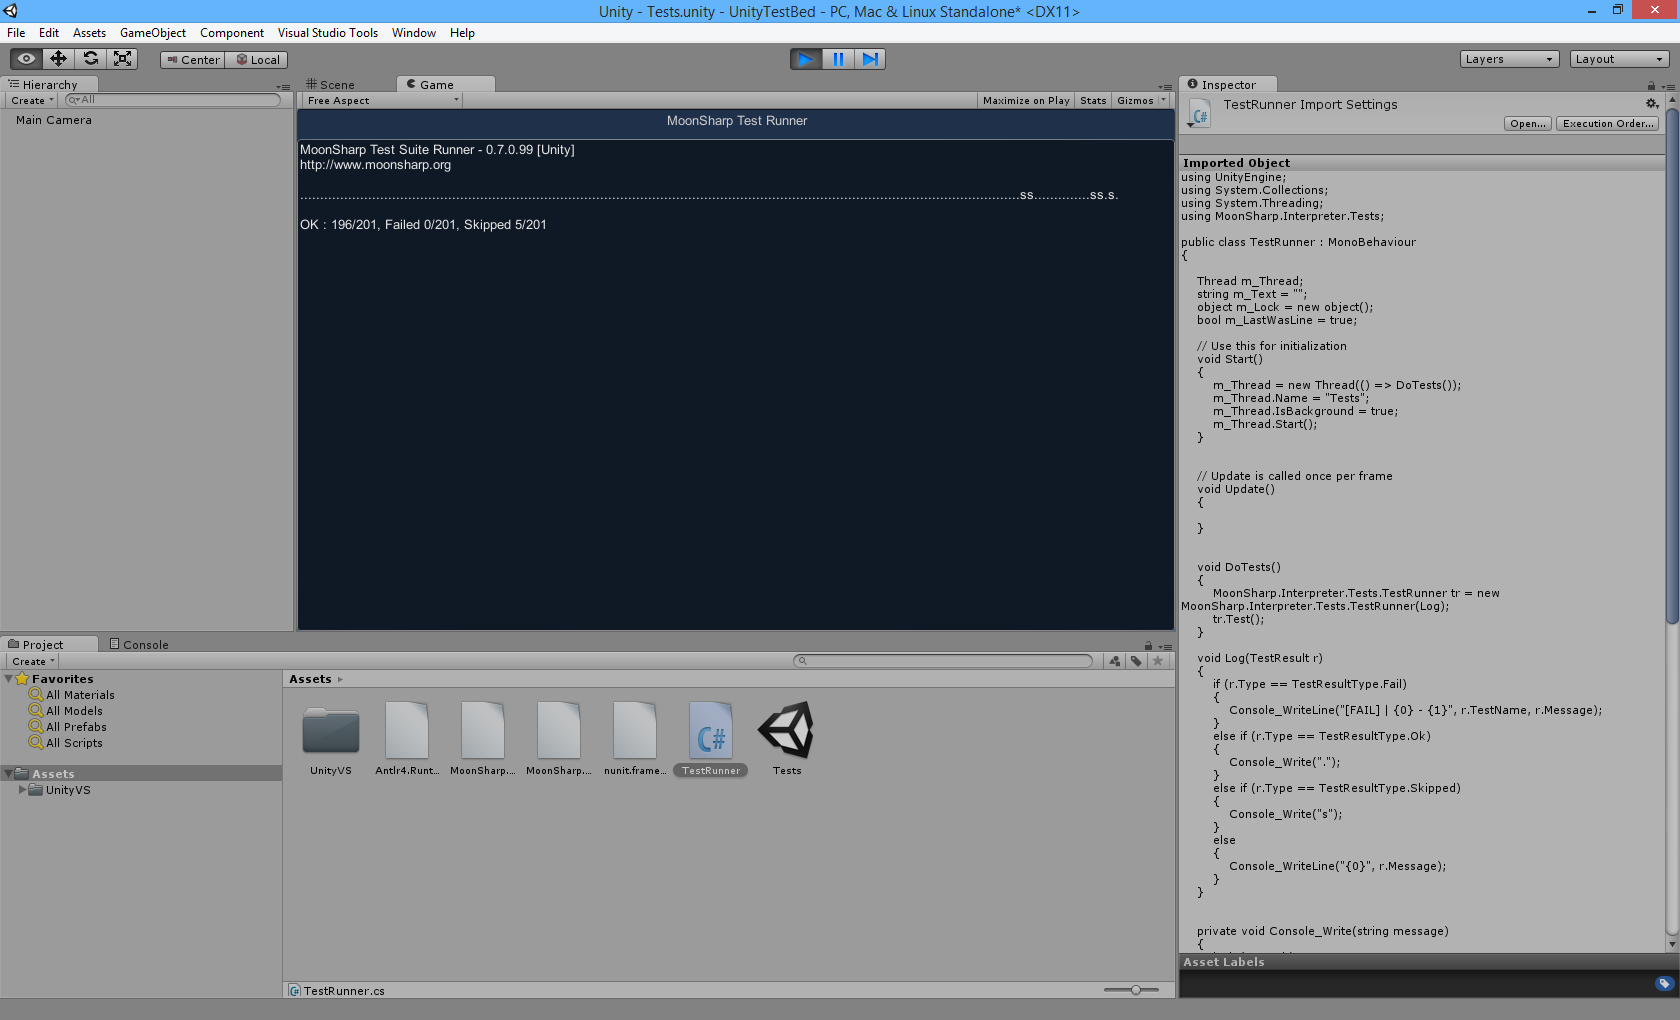 Unity - Tests.unity - UnityTestBed - PC, Mac & Linux Standalone* <DX11>
File Edit Assets GameObject Component Visual Studio Tools Window Help
Center Local
Layers Layout
Hierarchy
Create All
Main Camera
Scene Game
Free Aspect Maximize on Play Stats Gizmos
MoonSharp Test Runner
MoonSharp Test Suite Runner - 0.7.0.99 [Unity]
http://www.moonsharp.org
....................................................................................................................................................................................ss..............ss.s.
OK : 196/201, Failed 0/201, Skipped 5/201
Inspector
TestRunner Import Settings
Open... Execution Order...
Imported Object
using UnityEngine;
using System.Collections;
using System.Threading;
using MoonSharp.Interpreter.Tests;
public class TestRunner : MonoBehaviour
{
Thread m_Thread;
string m_Text = "";
object m_Lock = new object();
bool m_LastWasLine = true;
// Use this for initialization
void Start()
{
m_Thread = new Thread(() => DoTests());
m_Thread.Name = "Tests";
m_Thread.IsBackground = true;
m_Thread.Start();
}
// Update is called once per frame
void Update()
{
}
void DoTests()
{
MoonSharp.Interpreter.Tests.TestRunner tr = new
MoonSharp.Interpreter.Tests.TestRunner(Log);
tr.Test();
}
void Log(TestResult r)
{
if (r.Type == TestResultType.Fail)
{
Console_WriteLine("[FAIL] | {0} - {1}", r.TestName, r.Message);
}
else if (r.Type == TestResultType.Ok)
{
Console_Write(".");
}
else if (r.Type == TestResultType.Skipped)
{
Console_Write("s");
}
else
{
Console_WriteLine("{0}", r.Message);
}
}
private void Console_Write(string message)
{
Asset Labels
Project Console
Create
Favorites
All Materials
All Models
All Prefabs
All Scripts
Assets
UnityVS
Assets
UnityVS Antlr4.Runt... MoonSharp.... MoonSharp.... nunit.frame... TestRunner Tests
C#
TestRunner.cs